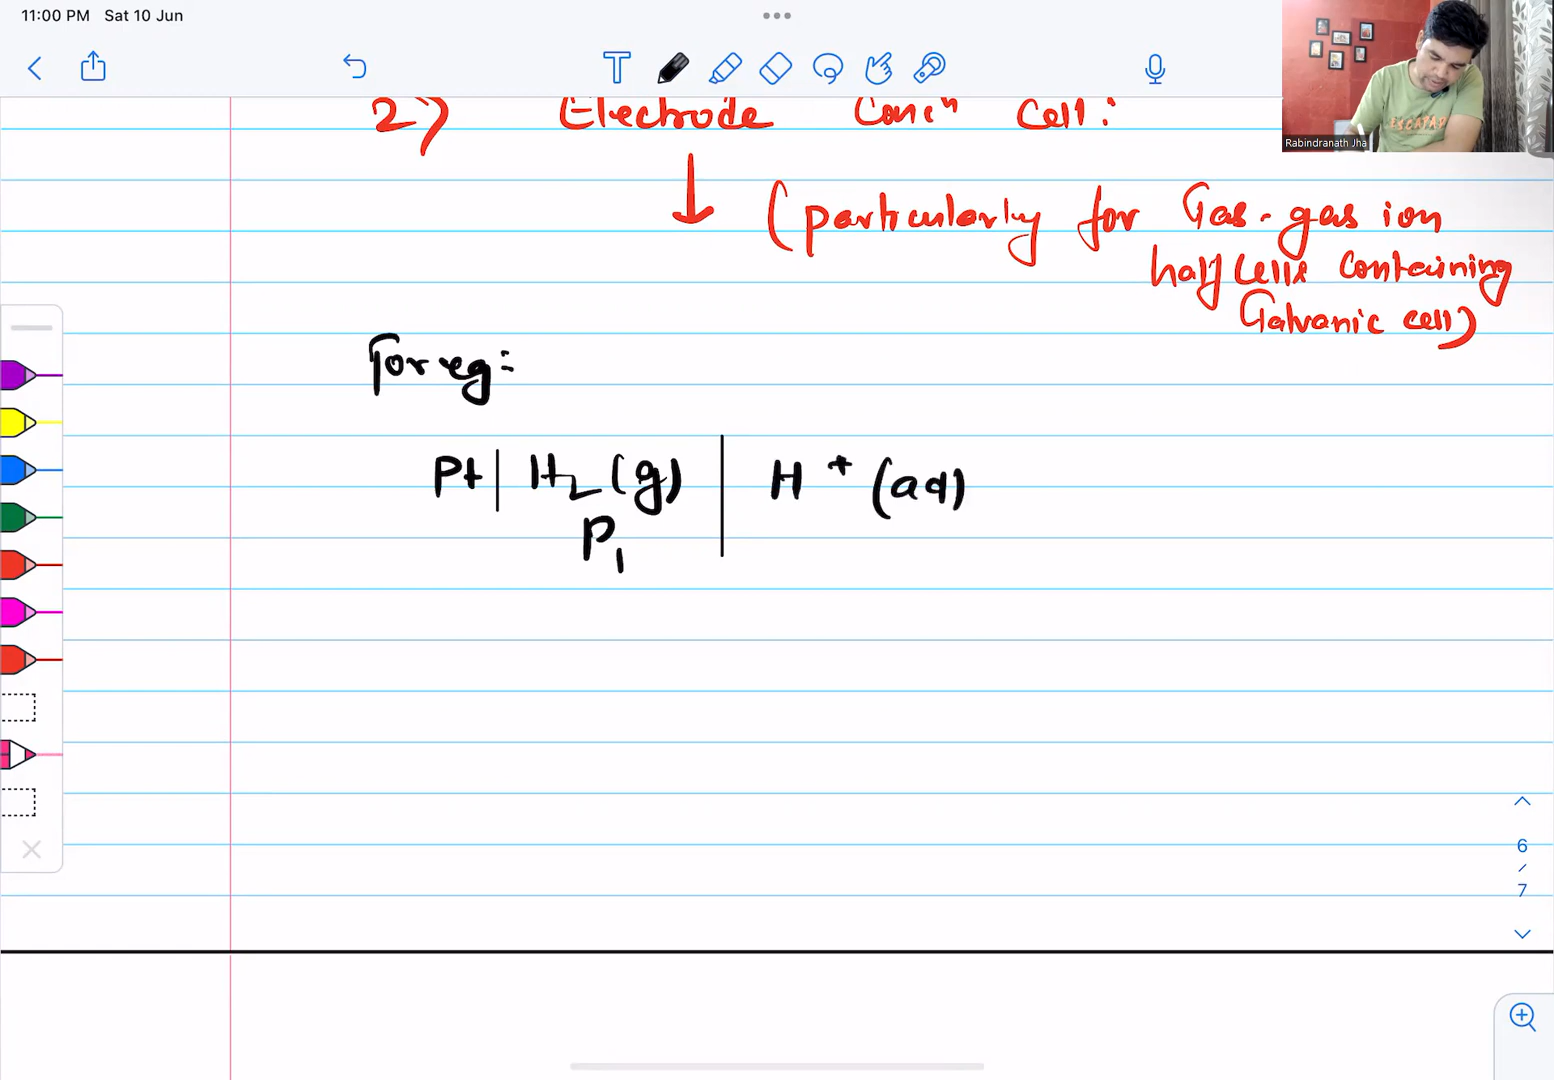 11:00 PM Sat 10 Jun
Rabindranath Jha
2) Electrode Concⁿ Cell:
(particularly for Gas-gas ion
half cells containing
Galvanic cell)
For eg:
Pt | H₂(g) | H⁺(aq)
P₁
6
/
7